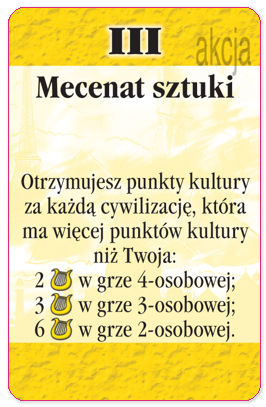 III
akcja
Mecenat sztuki
Otrzymujesz punkty kultury
za każdą cywilizację, która
ma więcej punktów kultury
niż Twoja:
2 w grze 4-osobowej;
3 w grze 3-osobowej;
6 w grze 2-osobowej.